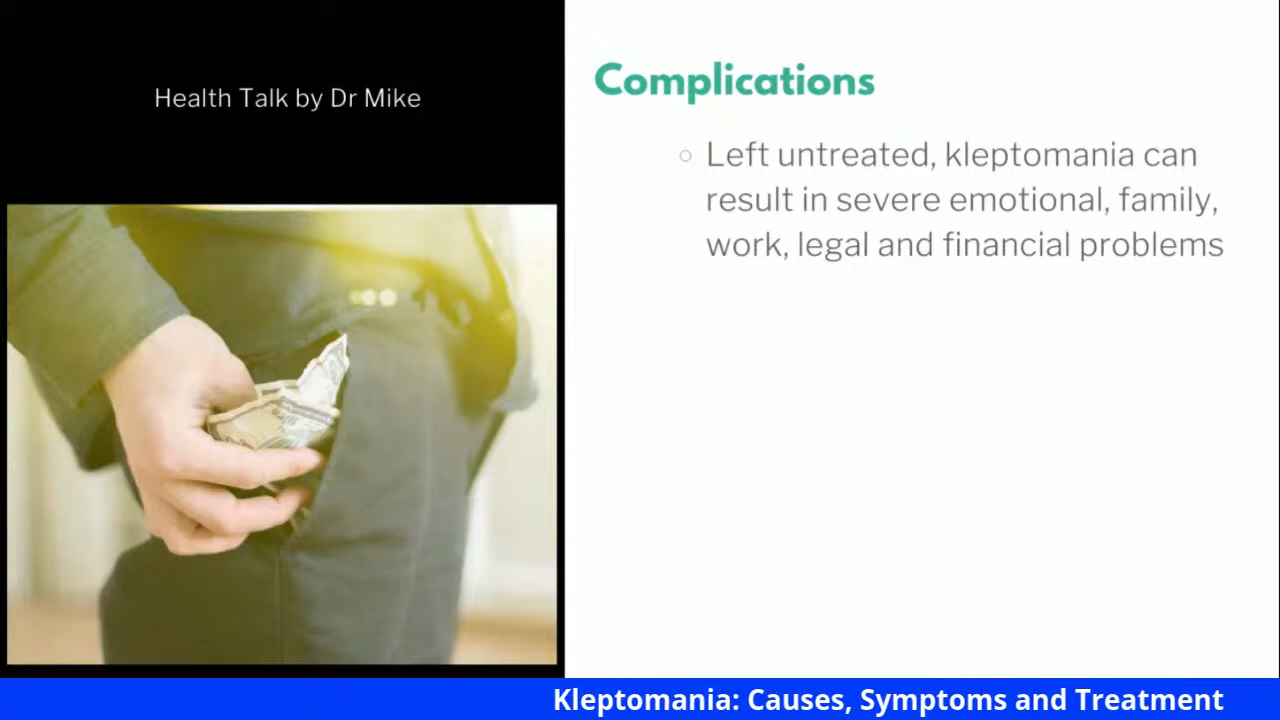 Health Talk by Dr Mike
Complications
Left untreated, kleptomania can
result in severe emotional, family,
work, legal and financial problems
Kleptomania: Causes, Symptoms and Treatment